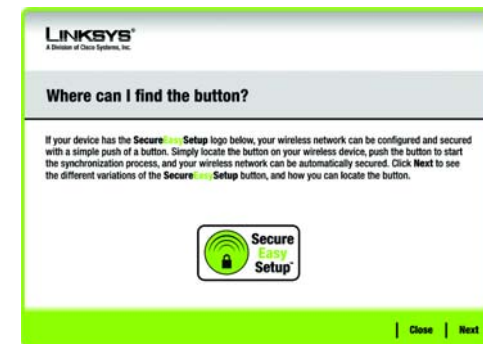 LINKSYS®
A Division of Cisco Systems, Inc.
Where can I find the button?
If your device has the SecureEasySetup logo below, your wireless network can be configured and secured
with a simple push of a button. Simply locate the button on your wireless device, push the button to start
the synchronization process, and your wireless network can be automatically secured. Click Next to see
the different variations of the SecureEasySetup button, and how you can locate the button.
Secure
Easy
Setup™
Close | Next